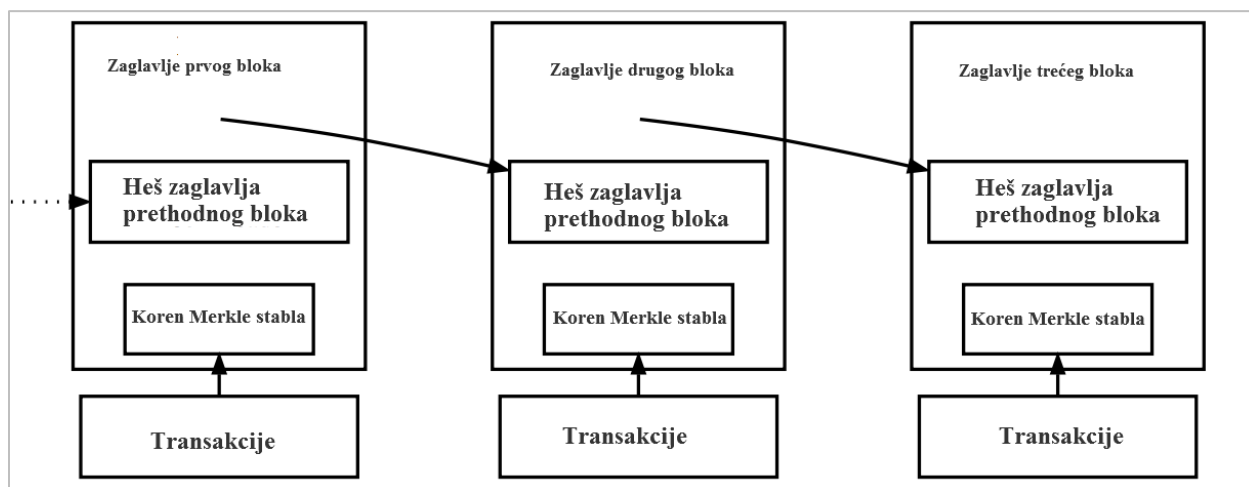 Zaglavlje prvog bloka
Zaglavlje drugog bloka
Zaglavlje trećeg bloka
Heš zaglavlja
prethodnog bloka
Heš zaglavlja
prethodnog bloka
Heš zaglavlja
prethodnog bloka
Koren Merkle stabla
Koren Merkle stabla
Koren Merkle stabla
Transakcije
Transakcije
Transakcije